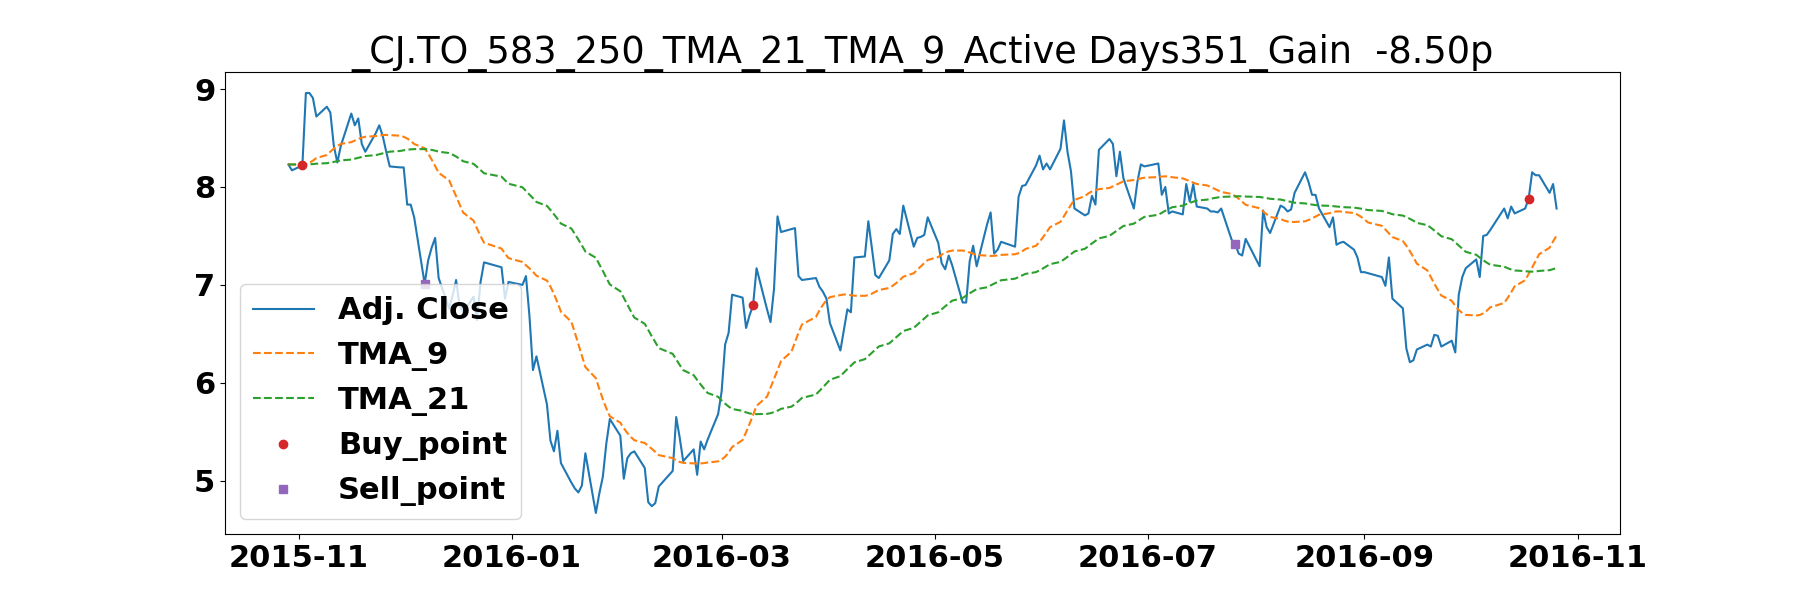 _CJ.TO_583_250_TMA_21_TMA_9_Active Days351_Gain  -8.50p
9
8
7
6
5
Adj. Close
TMA_9
TMA_21
Buy_point
Sell_point
2015-11 2016-01 2016-03 2016-05 2016-07 2016-09 2016-11